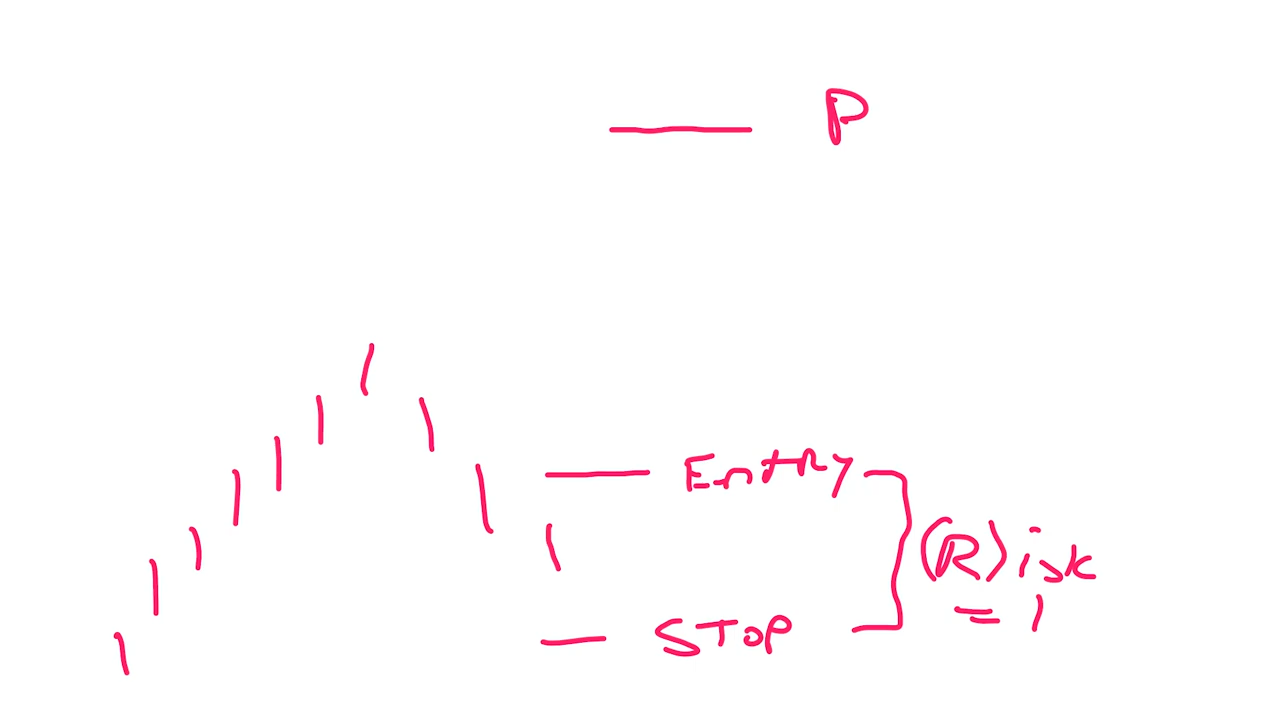 P
Entry
(R)isk
= 1
STOP